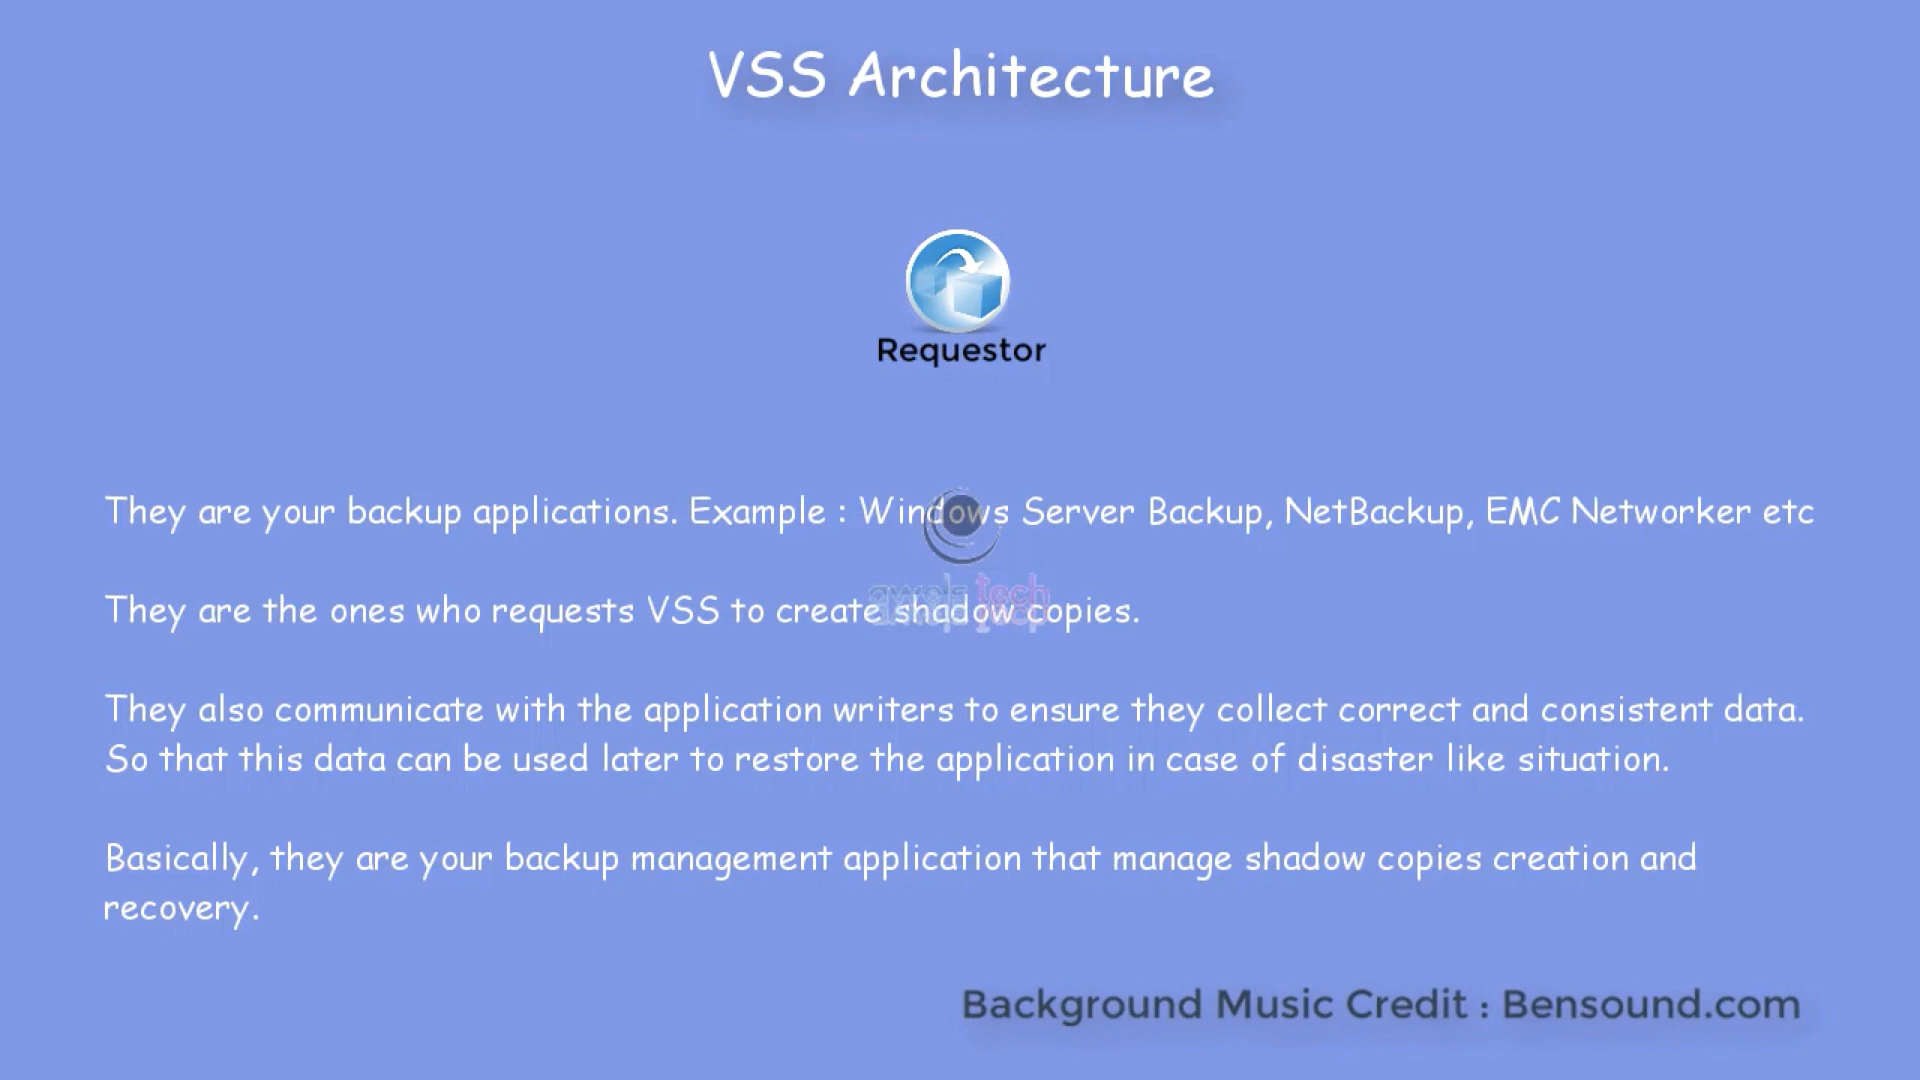 VSS Architecture
Requestor
They are your backup applications. Example : Windows Server Backup, NetBackup, EMC Networker etc
They are the ones who requests VSS to create shadow copies.
tech
They also communicate with the application writers to ensure they collect correct and consistent data.
So that this data can be used later to restore the application in case of disaster like situation.
Basically, they are your backup management application that manage shadow copies creation and
recovery.
Background Music Credit : Bensound.com